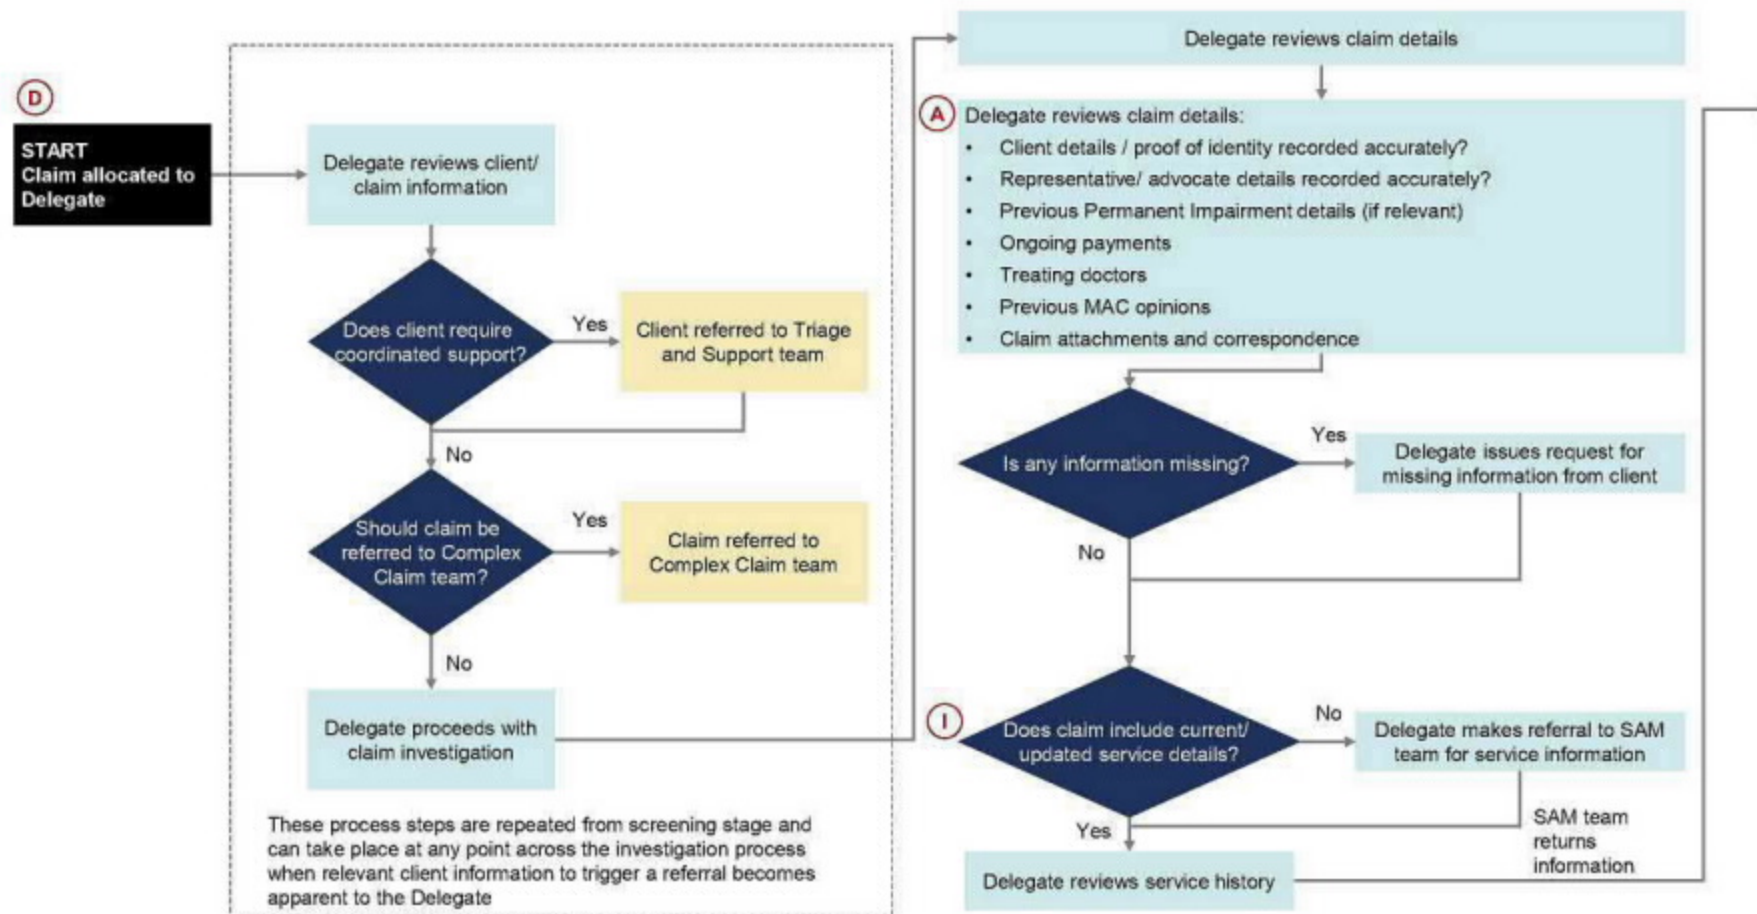 D
START
Claim allocated to
Delegate
Delegate reviews client/
claim information
Does client require
coordinated support?
Yes
Client referred to Triage
and Support team
No
Should claim be
referred to Complex
Claim team?
Yes
Claim referred to
Complex Claim team
No
Delegate proceeds with
claim investigation
These process steps are repeated from screening stage and
can take place at any point across the investigation process
when relevant client information to trigger a referral becomes
apparent to the Delegate
Delegate reviews claim details
A
Delegate reviews claim details:
• Client details / proof of identity recorded accurately?
• Representative/ advocate details recorded accurately?
• Previous Permanent Impairment details (if relevant)
• Ongoing payments
• Treating doctors
• Previous MAC opinions
• Claim attachments and correspondence
Is any information missing?
Yes
Delegate issues request for
missing information from client
No
I
Does claim include current/
updated service details?
No
Delegate makes referral to SAM
team for service information
Yes
SAM team
returns
information
Delegate reviews service history